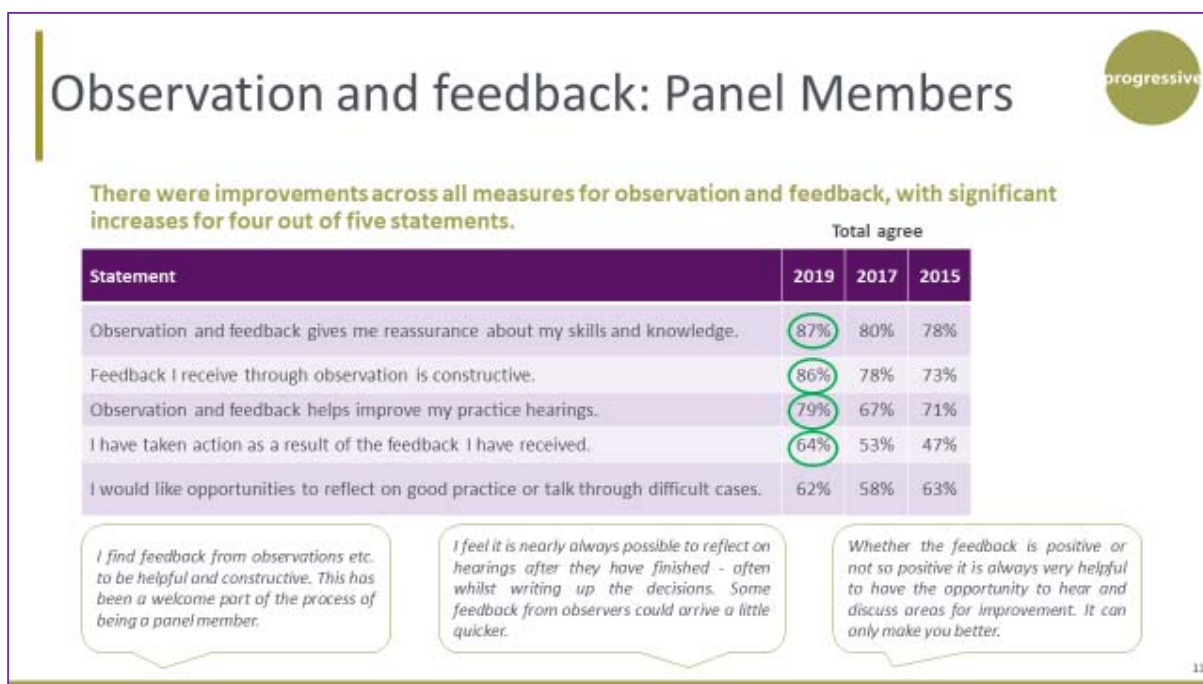 Observation and feedback: Panel Members
progressive
There were improvements across all measures for observation and feedback, with significant
increases for four out of five statements.
Total agree
Statement 2019 2017 2015
Observation and feedback gives me reassurance about my skills and knowledge. 87% 80% 78%
Feedback I receive through observation is constructive. 86% 78% 73%
Observation and feedback helps improve my practice hearings. 79% 67% 71%
I have taken action as a result of the feedback I have received. 64% 53% 47%
I would like opportunities to reflect on good practice or talk through difficult cases. 62% 58% 63%
I find feedback from observations etc.
to be helpful and constructive. This has
been a welcome part of the process of
being a panel member.
I feel it is nearly always possible to reflect on
hearings after they have finished - often
whilst writing up the decisions. Some
feedback from observers could arrive a little
quicker.
Whether the feedback is positive or
not so positive it is always very helpful
to have the opportunity to hear and
discuss areas for improvement. It can
only make you better.